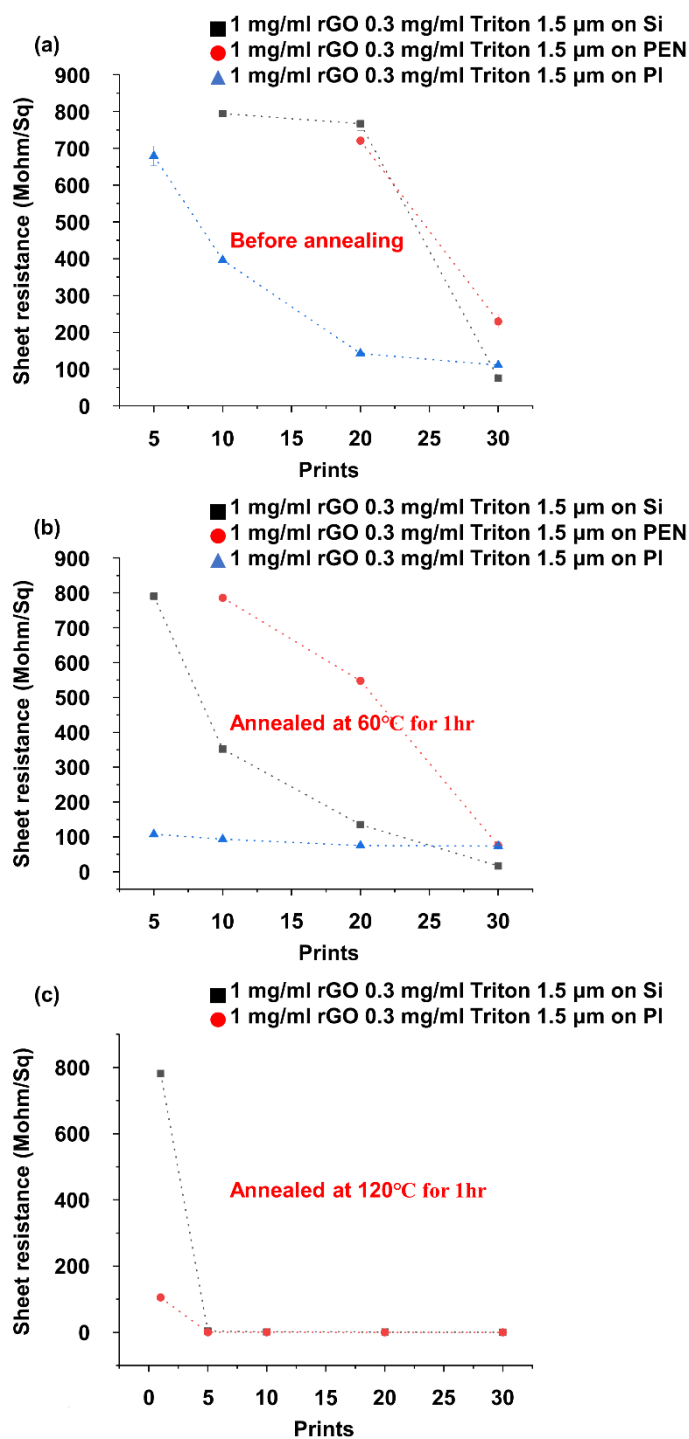 (a)
1 mg/ml rGO 0.3 mg/ml Triton 1.5 µm on Si
1 mg/ml rGO 0.3 mg/ml Triton 1.5 µm on PEN
1 mg/ml rGO 0.3 mg/ml Triton 1.5 µm on PI
Sheet resistance (Mohm/Sq)
900
800
700
600
500
400
300
200
100
0
Before annealing
5 10 15 20 25 30
Prints
(b)
1 mg/ml rGO 0.3 mg/ml Triton 1.5 µm on Si
1 mg/ml rGO 0.3 mg/ml Triton 1.5 µm on PEN
1 mg/ml rGO 0.3 mg/ml Triton 1.5 µm on PI
Sheet resistance (Mohm/Sq)
900
800
700
600
500
400
300
200
100
0
Annealed at 60°C for 1hr
5 10 15 20 25 30
Prints
(c)
1 mg/ml rGO 0.3 mg/ml Triton 1.5 µm on Si
1 mg/ml rGO 0.3 mg/ml Triton 1.5 µm on PI
Sheet resistance (Mohm/Sq)
800
600
400
200
0
Annealed at 120°C for 1hr
0 5 10 15 20 25 30
Prints